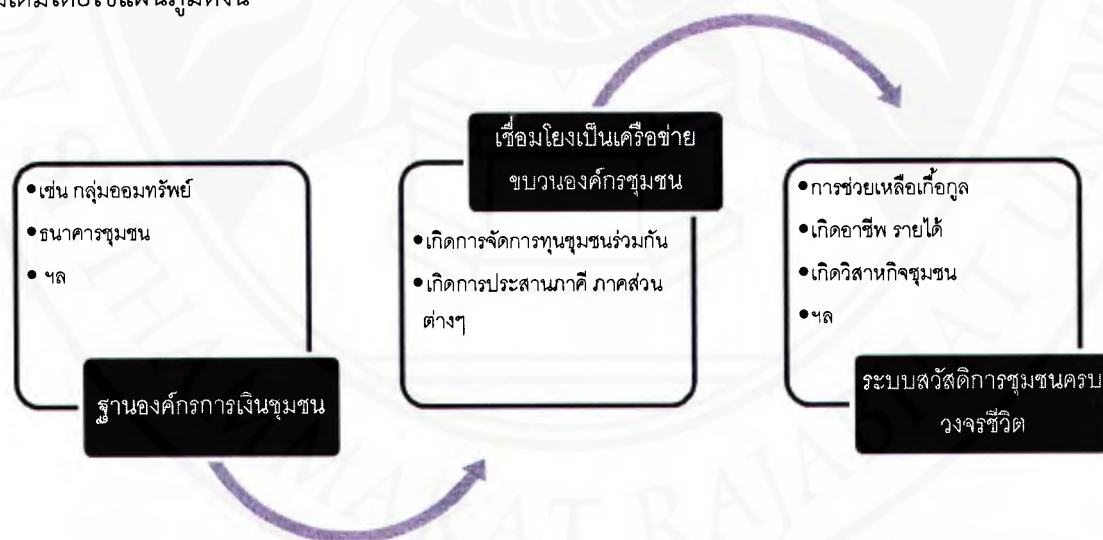 •เช่น กลุ่มออมทรัพย์
•ธนาคารชุมชน
• ฯล
ฐานองค์กรการเงินชุมชน
เชื่อมโยงเป็นเครือข่าย
ขบวนองค์กรชุมชน
•เกิดการจัดการทุนชุมชนร่วมกัน
•เกิดการประสานภาคี ภาคส่วน
ต่างๆ
•การช่วยเหลือเกื้อกูล
•เกิดอาชีพ รายได้
•เกิดวิสาหกิจชุมชน
•ฯล
ระบบสวัสดิการชุมชนครบ
วงจรชีวิต